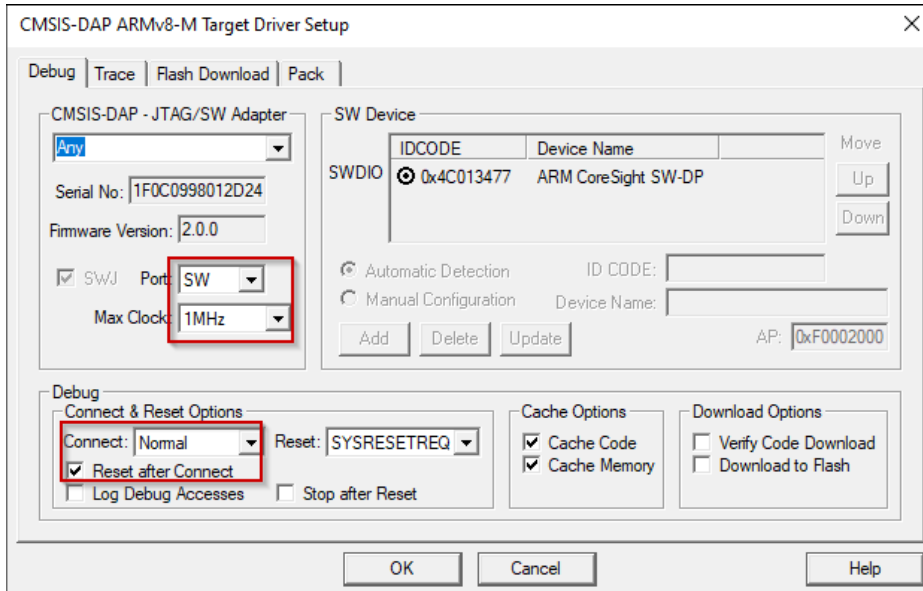 CMSIS-DAP ARMv8-M Target Driver Setup
Debug Trace Flash Download Pack
CMSIS-DAP - JTAG/SW Adapter
Any
Serial No: 1F0C0998012D24
Firmware Version: 2.0.0
SWJ Port: SW
Max Clock: 1MHz
SW Device
IDCODE Device Name
SWDIO 0x4C013477 ARM CoreSight SW-DP
Move
Up
Down
Automatic Detection ID CODE:
Manual Configuration Device Name:
Add Delete Update AP: 0xF0002000
Debug
Connect & Reset Options
Connect: Normal Reset: SYSRESETREQ
Reset after Connect
Log Debug Accesses Stop after Reset
Cache Options
Cache Code
Cache Memory
Download Options
Verify Code Download
Download to Flash
OK Cancel Help